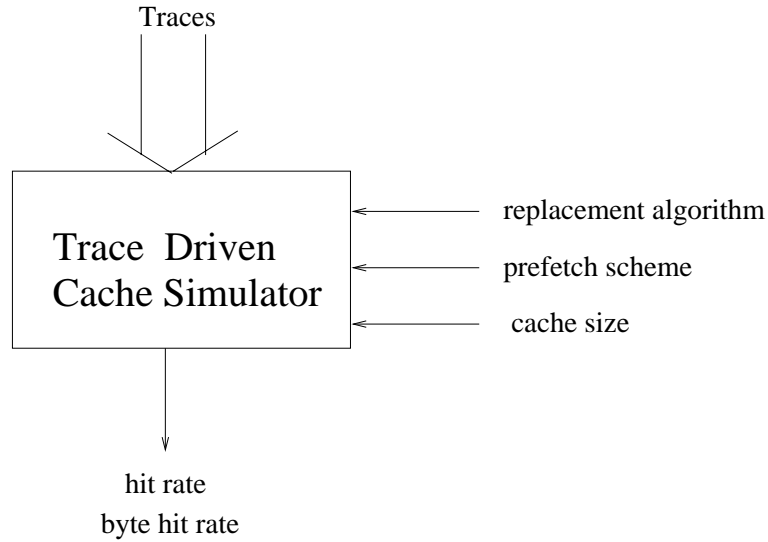 Traces
replacement algorithm
Trace Driven
prefetch scheme
Cache Simulator
cache size
hit rate
byte hit rate